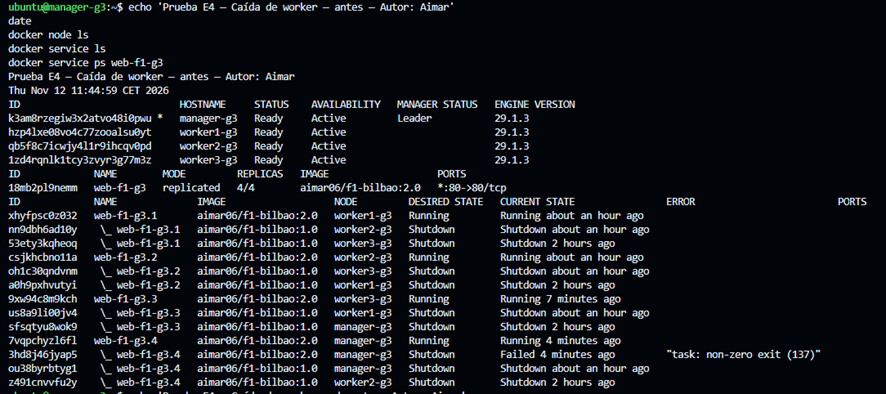 ubuntu@manager-g3:~$ echo 'Prueba E4 – Caída de worker – antes – Autor: Aimar'
date
docker node ls
docker service ls
docker service ps web-f1-g3
Prueba E4 – Caída de worker – antes – Autor: Aimar
Thu Nov 12 11:44:59 CET 2026
ID HOSTNAME STATUS AVAILABILITY MANAGER STATUS ENGINE VERSION
k3am8rzegiw3x2atvo48i0pwu * manager-g3 Ready Active Leader 29.1.3
hzp4lxe08vo4c77zooalsu0yt worker1-g3 Ready Active 29.1.3
qb5f8c7icwjy4l1r9ihcqv0pd worker2-g3 Ready Active 29.1.3
1zd4rqnlk1tcy3zvyr3g77m3z worker3-g3 Ready Active 29.1.3
ID NAME MODE REPLICAS IMAGE PORTS
18mb2pl9nemm web-f1-g3 replicated 4/4 aimar06/f1-bilbao:2.0 *:80->80/tcp
ID NAME IMAGE NODE DESIRED STATE CURRENT STATE ERROR PORTS
xhyfpsc0z032 web-f1-g3.1 aimar06/f1-bilbao:2.0 worker1-g3 Running Running about an hour ago
nn9dbh6ad10y \_ web-f1-g3.1 aimar06/f1-bilbao:1.0 worker2-g3 Shutdown Shutdown about an hour ago
53ety3kqheoq \_ web-f1-g3.1 aimar06/f1-bilbao:2.0 worker3-g3 Shutdown Shutdown 2 hours ago
csjkhcbno11a web-f1-g3.2 aimar06/f1-bilbao:2.0 worker2-g3 Running Running about an hour ago
oh1c30qndvnm \_ web-f1-g3.2 aimar06/f1-bilbao:1.0 worker3-g3 Shutdown Shutdown about an hour ago
a0h9pxhvutyi \_ web-f1-g3.2 aimar06/f1-bilbao:2.0 worker1-g3 Shutdown Shutdown 2 hours ago
9xw94c8m9kch web-f1-g3.3 aimar06/f1-bilbao:2.0 worker3-g3 Running Running 7 minutes ago
us8a9li00jv4 \_ web-f1-g3.3 aimar06/f1-bilbao:1.0 worker1-g3 Shutdown Shutdown about an hour ago
sfsqtyu8wok9 \_ web-f1-g3.3 aimar06/f1-bilbao:1.0 manager-g3 Shutdown Shutdown 2 hours ago
7vqpchyzl6fl web-f1-g3.4 aimar06/f1-bilbao:2.0 manager-g3 Running Running 4 minutes ago
3hd8j46jyap5 \_ web-f1-g3.4 aimar06/f1-bilbao:2.0 manager-g3 Shutdown Failed 4 minutes ago "task: non-zero exit (137)"
ou38byrbtyg1 \_ web-f1-g3.4 aimar06/f1-bilbao:1.0 manager-g3 Shutdown Shutdown about an hour ago
z491cnvvfu2y \_ web-f1-g3.4 aimar06/f1-bilbao:1.0 worker2-g3 Shutdown Shutdown 2 hours ago